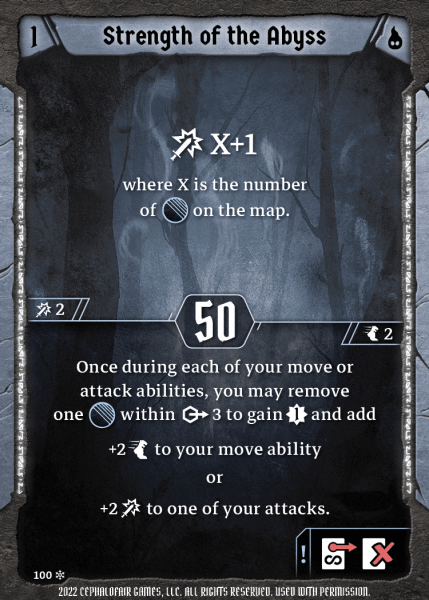 1 Strength of the Abyss
X+1
where X is the number
of on the map.
2
50
2
Once during each of your move or
attack abilities, you may remove
one within 3 to gain 1 and add
+2 to your move ability
or
+2 to one of your attacks.
! S
100
2022 CEPHALOFAIR GAMES, LLC. ALL RIGHTS RESERVED. USED WITH PERMISSION.